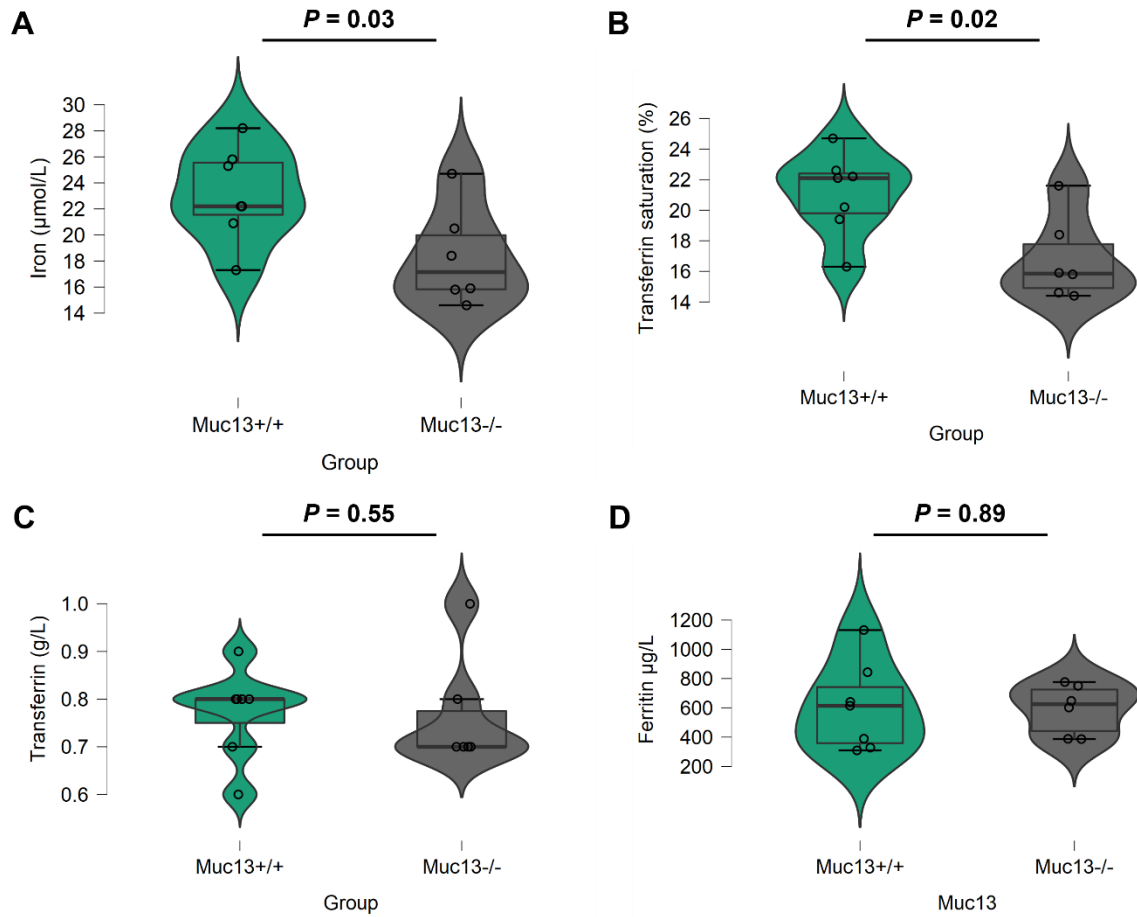 A
P = 0.03
Iron (µmol/L)
30
28
26
24
22
20
18
16
14
Muc13+/+
Muc13-/-
Group
B
P = 0.02
Transferrin saturation (%)
26
24
22
20
18
16
14
Muc13+/+
Muc13-/-
Group
C
P = 0.55
Transferrin (g/L)
1.0
0.9
0.8
0.7
0.6
Muc13+/+
Muc13-/-
Group
D
P = 0.89
Ferritin µg/L
1200
1000
800
600
400
200
Muc13+/+
Muc13-/-
Muc13